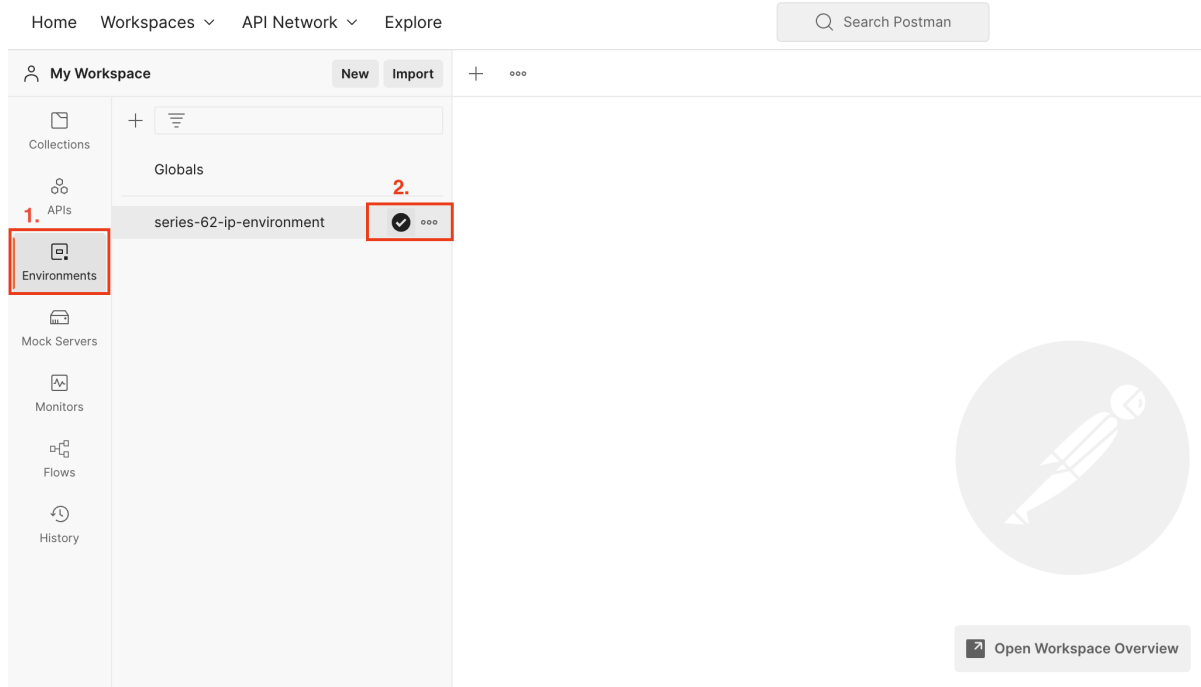 Home Workspaces API Network Explore Search Postman
My Workspace New Import
Collections
Globals
2.
APIs
1.
series-62-ip-environment
Environments
Mock Servers
Monitors
Flows
History
Open Workspace Overview